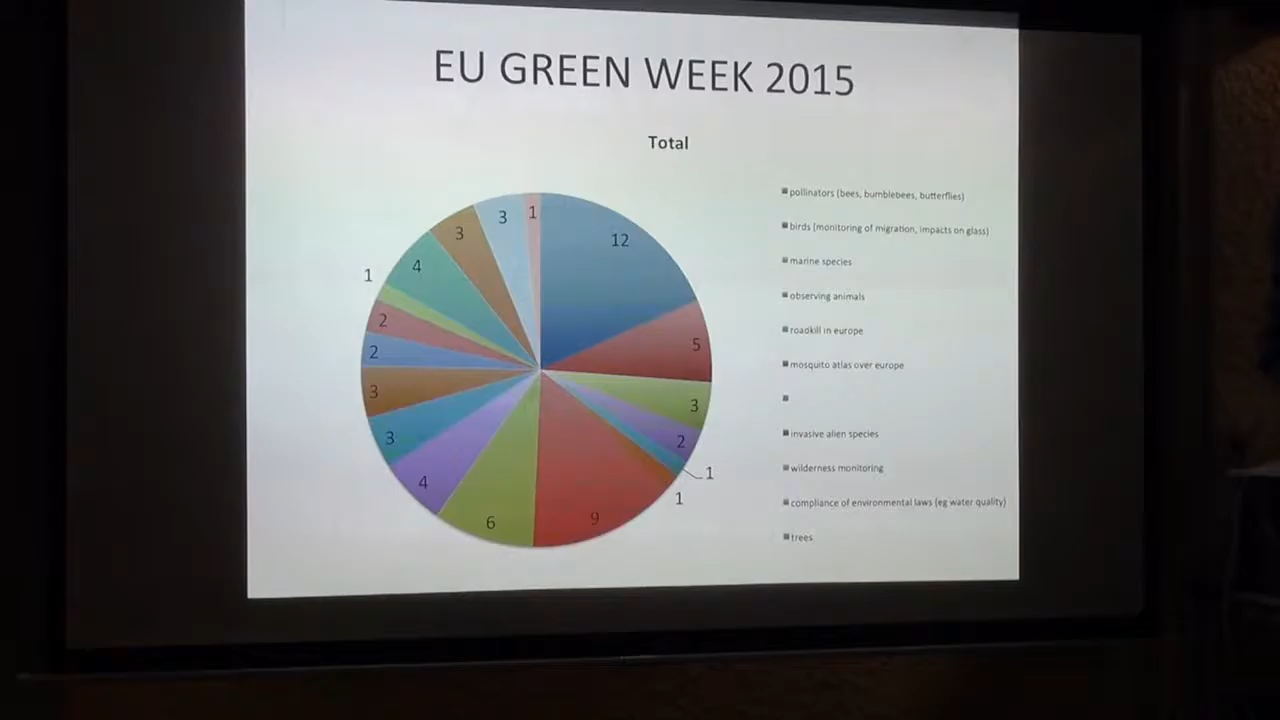 EU GREEN WEEK 2015
Total
12
5
3
2
1
1
9
6
4
3
3
2
2
1
4
3
3
1
pollinators (bees, bumblebees, butterflies)
birds (monitoring of migration, impacts on glass)
marine species
observing animals
roadkill in europe
mosquito atlas over europe
invasive alien species
wilderness monitoring
compliance of environmental laws (eg water quality)
trees